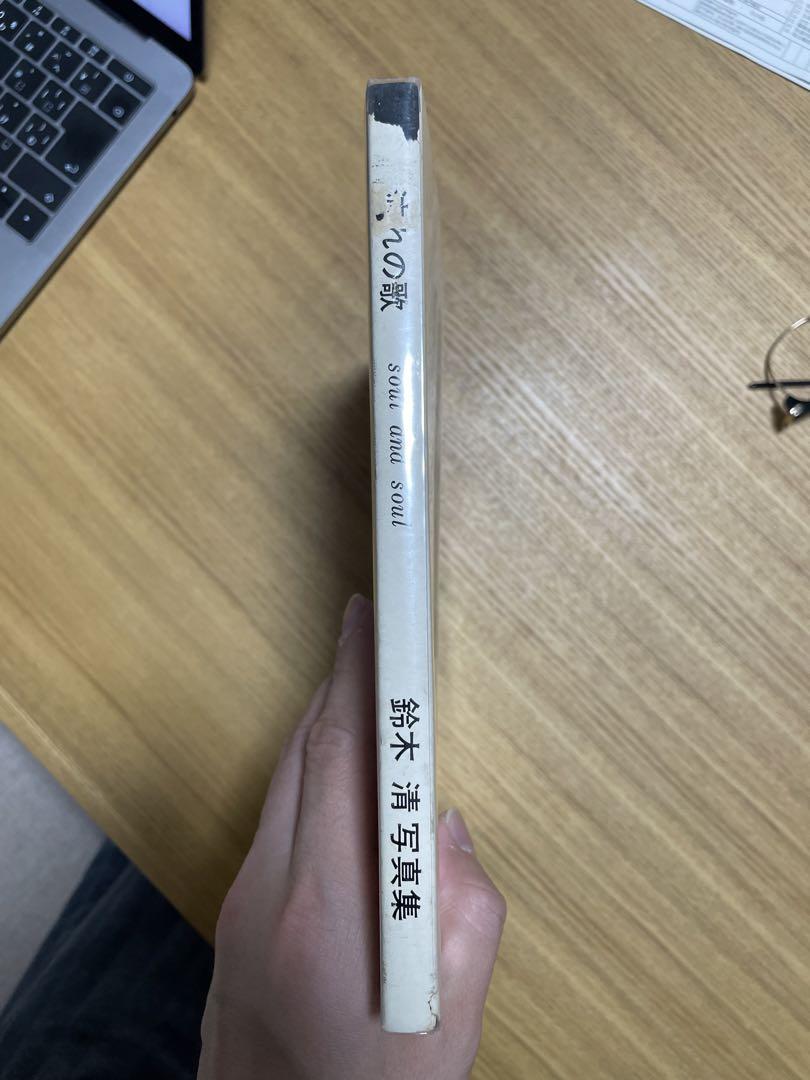 れの歌
soul and soul
鈴木 清 写真集